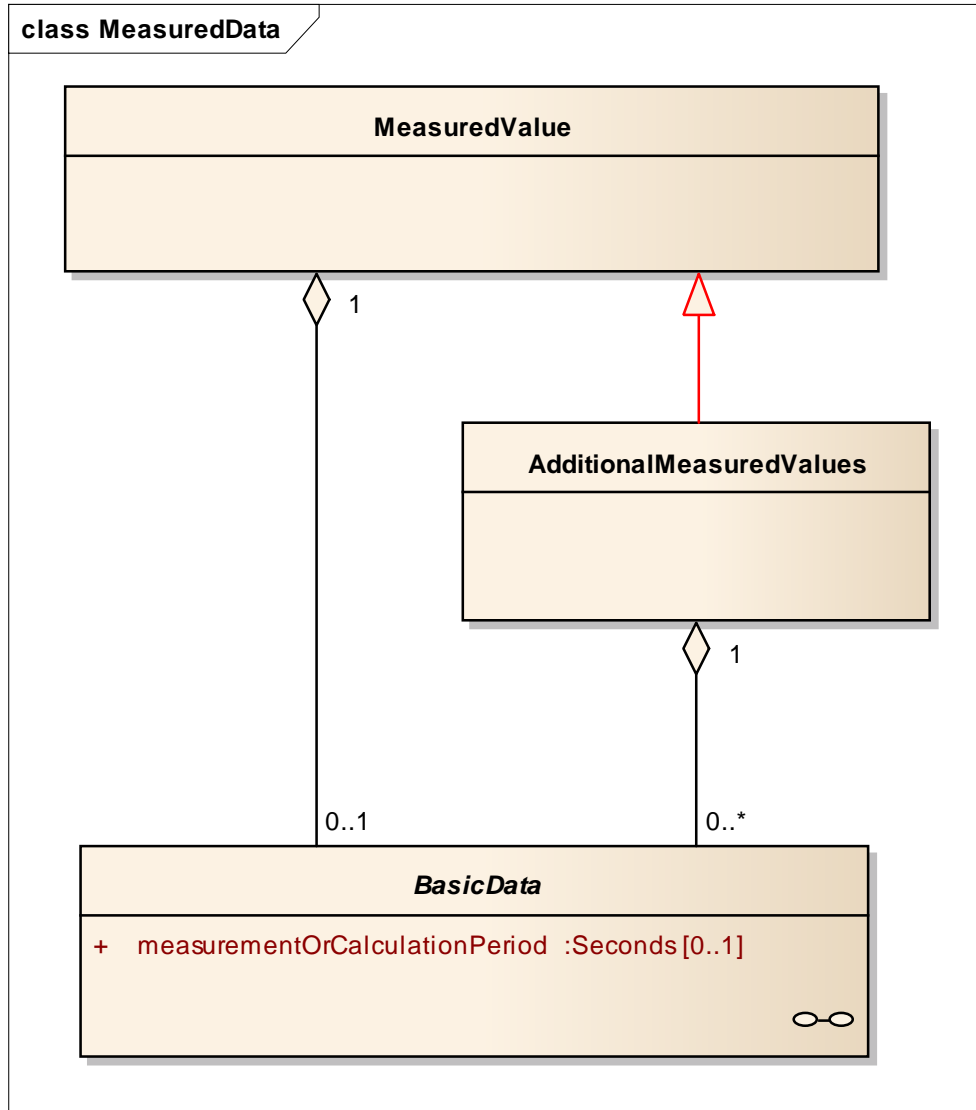 class MeasuredData
MeasuredValue
1
AdditionalMeasuredValues
1
0..1
0..*
BasicData
+ measurementOrCalculationPeriod :Seconds [0..1]